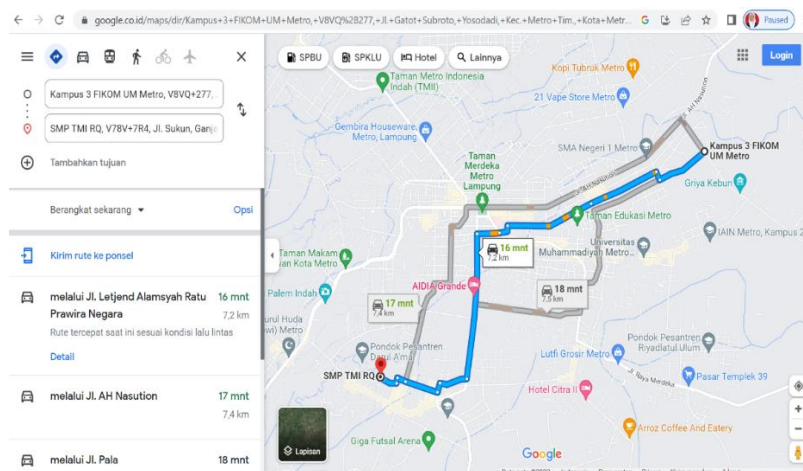 google.co.id/maps/dir/Kampus+3+FIKOM+UM+Metro,+V8VQ%2B277,+Jl.+Gatot+Subroto,+Yosodadi,+Kec.+Metro+Tim.,+Kota+Metr...
Paused
Kampus 3 FIKOM UM Metro, V8VQ+277,
SMP TMI RQ, V78V+7R4, Jl. Sukun, Ganj
Tambahkan tujuan
Berangkat sekarang
Opsi
Kirim rute ke ponsel
melalui Jl. Letjend Alamsyah Ratu
Prawira Negara
16 mnt
7,2 km
Rute tercepat saat ini sesuai kondisi lalu
lintas
Detail
melalui Jl. AH Nasution
17 mnt
7,4 km
melalui Jl. Pala
18 mnt
SPBU
SPKLU
Hotel
Lainnya
Login
Taman Metro Indonesia
Indah (TMII)
Kopi Tubruk Metro
21 Vape Store Metro
Gembira Houseware,
Metro, Lampung
SMA Negeri 1 Metro
Kampus 3 FIKOM
UM Metro
Taman
Merdeka
Metro
Lampung
Griya Kebun
Taman Edukasi Metro
IAIN Metro, Kampus 2
Universitas
Muhammadiyah Metro...
16 mnt
7,2 km
Taman Makam
Kota Metro
AIDIA Grande
18 mnt
7,5 km
Palem Indah
17 mnt
7,4 km
urul Huda
Metro
Pondok Pesantren
Darul A'mal
Pondok Pesantren
Riyadlatul Ulum
Lutfi Grosir Metro
SMP TMI RQ
Jl. Raya Merdeka
Pasar Templek 39
Hotel Citra II
Arroz Coffee And Eatery
Giga Futsal Arena
Lapisan
Google